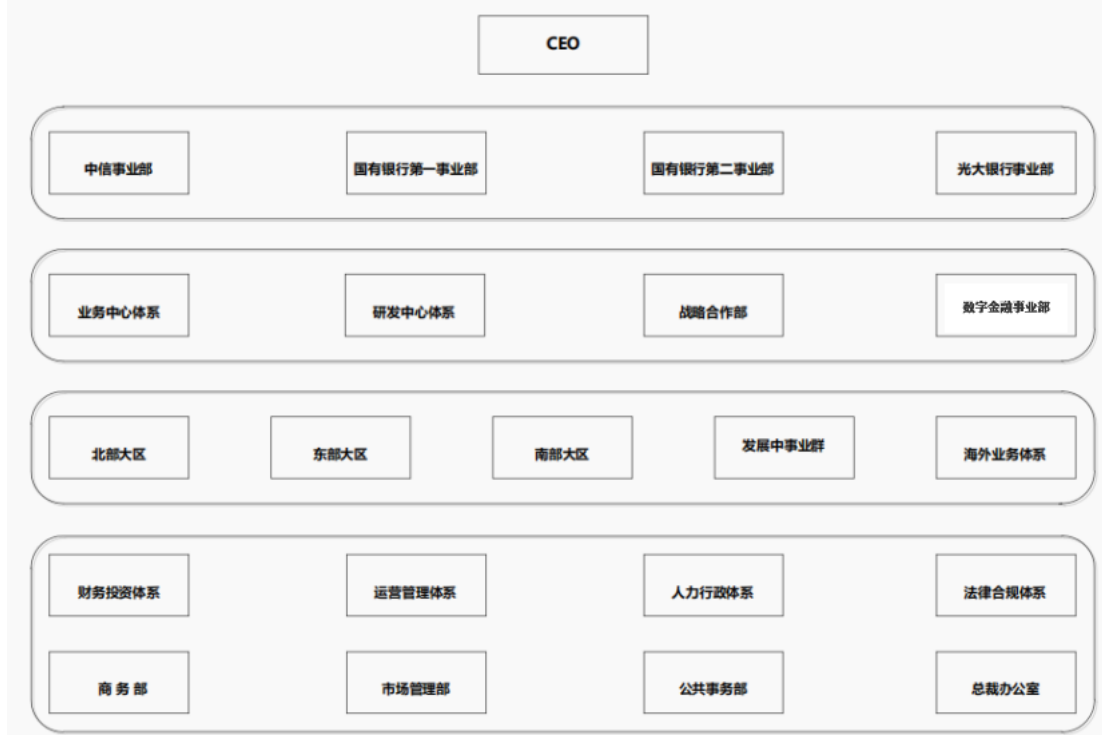 CEO
中信事业部 国有银行第一事业部 国有银行第二事业部 光大银行事业部
业务中心体系 研发中心体系 战略合作部 数字金融事业部
北部大区 东部大区 南部大区 发展中事业群 海外业务体系
财务投资体系 运营管理体系 人力行政体系 法律合规体系
商 务 部 市场管理部 公共事务部 总裁办公室